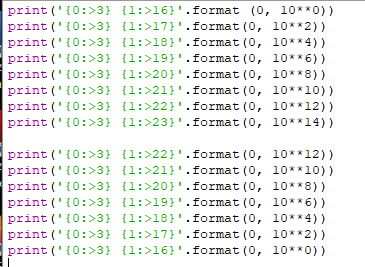 print('{0:>3} {1:>16}'.format (0, 10**0))
print('{0:>3} {1:>17}'.format(0, 10**2))
print('{0:>3} {1:>18}'.format(0, 10**4))
print('{0:>3} {1:>19}'.format(0, 10**6))
print('{0:>3} {1:>20}'.format(0, 10**8))
print('{0:>3} {1:>21}'.format(0, 10**10))
print('{0:>3} {1:>22}'.format(0, 10**12))
print('{0:>3} {1:>23}'.format(0, 10**14))

print('{0:>3} {1:>22}'.format(0, 10**12))
print('{0:>3} {1:>21}'.format(0, 10**10))
print('{0:>3} {1:>20}'.format(0, 10**8))
print('{0:>3} {1:>19}'.format(0, 10**6))
print('{0:>3} {1:>18}'.format(0, 10**4))
print('{0:>3} {1:>17}'.format(0, 10**2))
print('{0:>3} {1:>16}'.format(0, 10**0))